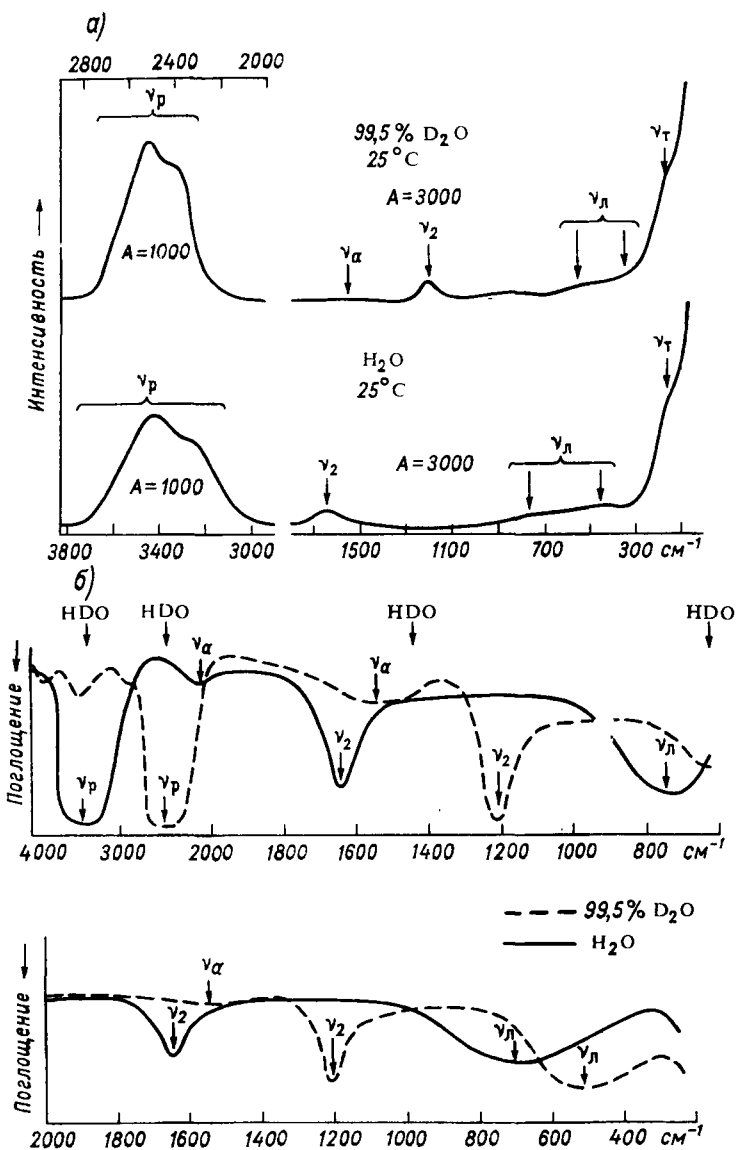 а)
2800 2400 2000
νр
99,5% D2O
25°C
νт
A=3000
νл
A=1000
να
ν2
Интенсивность
H2O
25°C
νт
νр
A=3000
νл
ν2
A=1000
3800 3400 3000 1500 1100 700 300 см⁻¹
б)
HDO HDO HDO HDO
να
να
Поглощение
ν2
ν2
νл
νр νр
4000 3000 2000 1600 1400 1200 1000 800 см⁻¹
99,5% D2O
H2O
Поглощение
να
ν2 ν2
νл
νл
2000 1800 1600 1400 1200 1000 800 600 400 см⁻¹